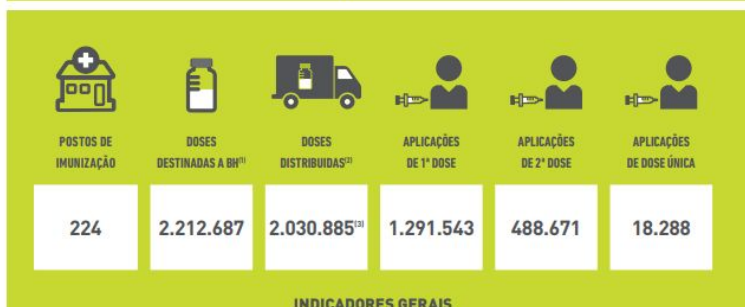 POSTOS DE
IMUNIZAÇÃO
224
DOSES
DESTINADAS A BH(1)
2.212.687
DOSES
DISTRIBUIDAS(2)
2.030.885(3)
APLICAÇÕES
DE 1ª DOSE
1.291.543
APLICAÇÕES
DE 2ª DOSE
488.671
APLICAÇÕES
DE DOSE ÚNICA
18.288
INDICADORES GERAIS